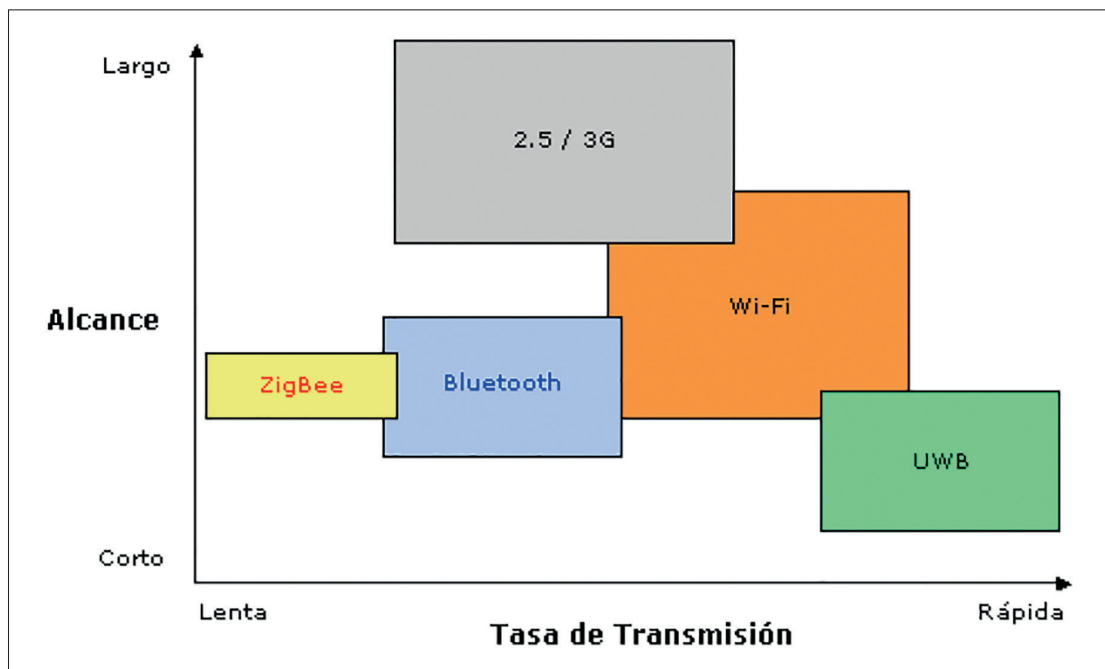 Largo
2.5 / 3G
Wi-Fi
Alcance
ZigBee
Bluetooth
UWB
Corto
Lenta
Rápida
Tasa de Transmisión